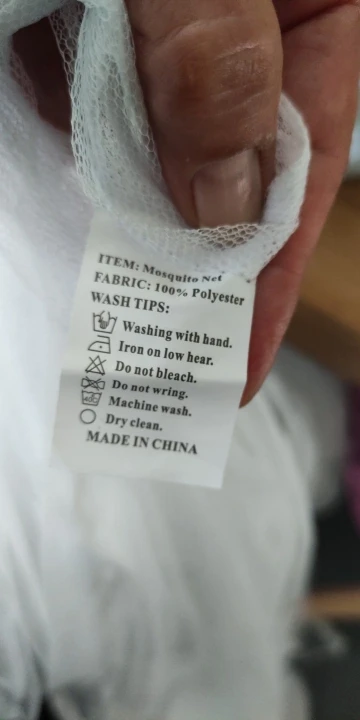 ITEM: Mosquito Net
FABRIC: 100% Polyester
WASH TIPS:
Washing with hand.
Iron on low hear.
Do not bleach.
Do not wring.
Machine wash.
Dry clean.
MADE IN CHINA